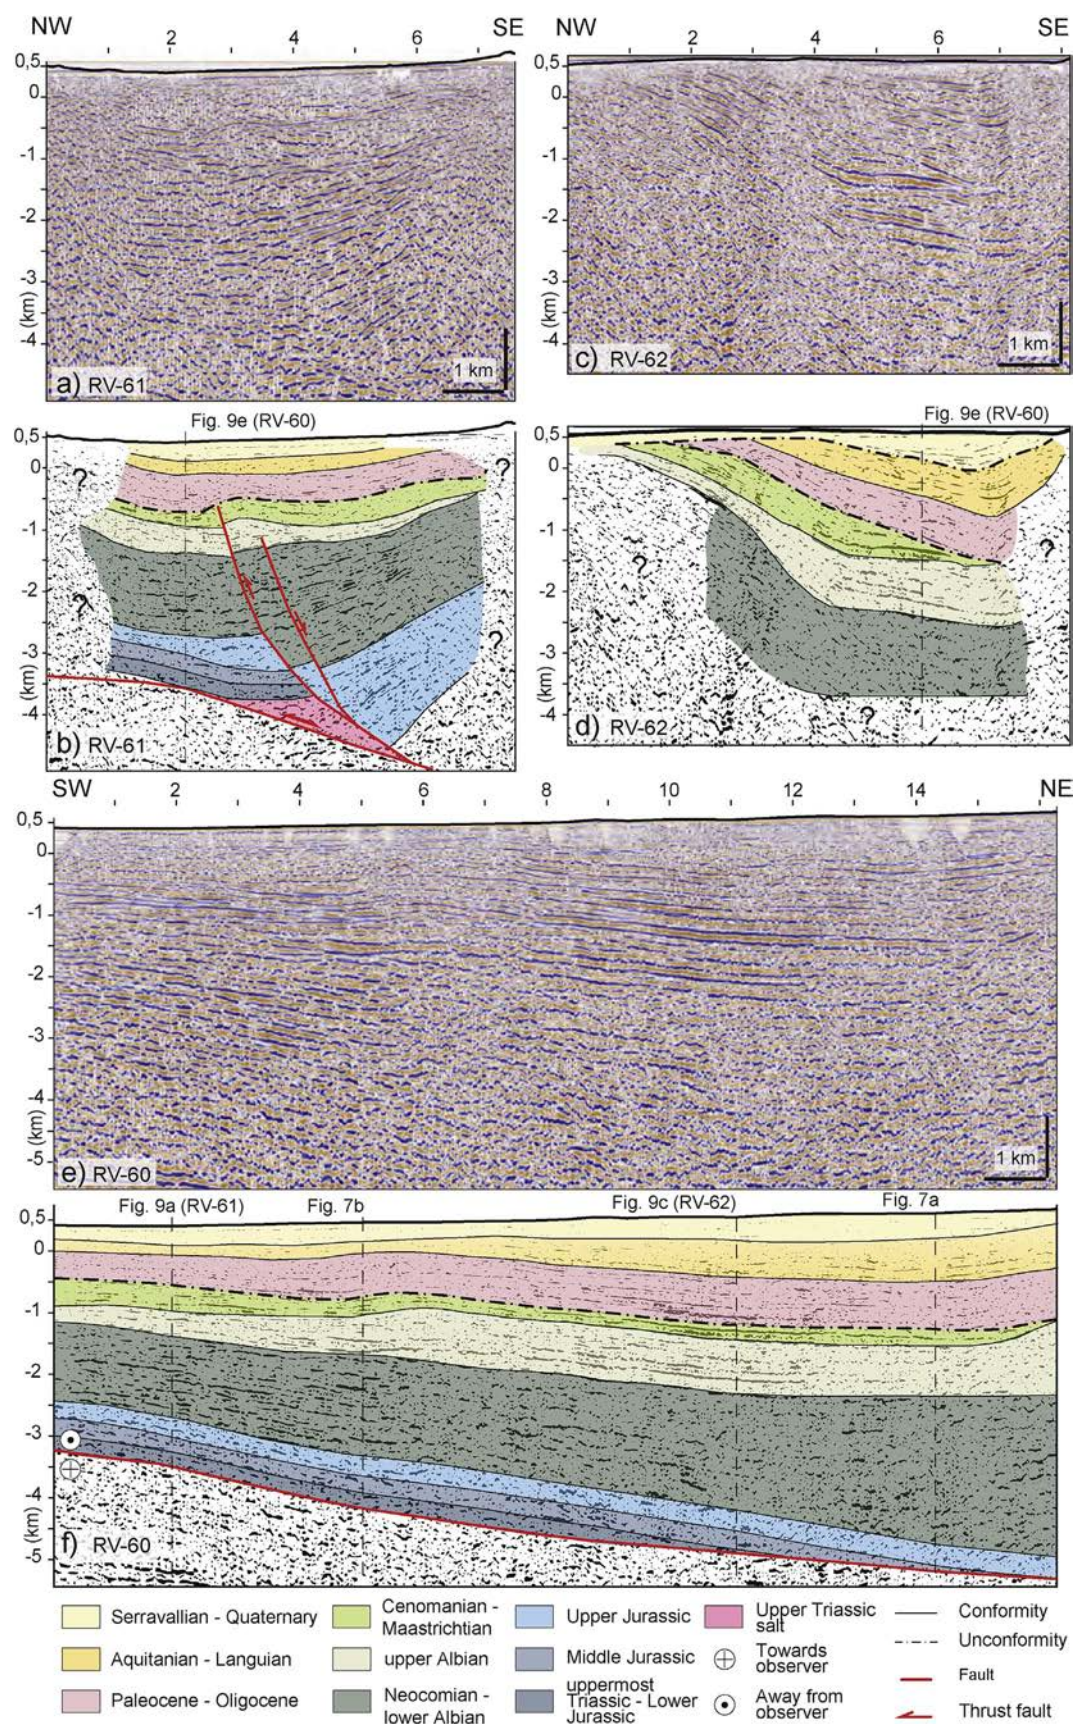 NW SE NW SE
2 4 6 2 4 6 8
0,5 0,5
0 0
-1 -1
-2 -2
-3 -3
-4 -4
(km) (km)
1 km 1 km
a) RV-61 c) RV-62
Fig. 9e (RV-60) Fig. 9e (RV-60)
0,5 0,5
0 0
? ?
-1 -1
? ?
-2 -2
?
-3 -3
? ?
-4 -4
(km) (km)
b) RV-61 d) RV-62
SW 2 4 6 8 10 12 14 NE
0,5
0
-1
-2
-3
-4
(km)
-5
1 km
e) RV-60
Fig. 9a (RV-61) Fig. 7b Fig. 9c (RV-62) Fig. 7a
0,5
0
-1
-2
-3
-4
(km)
-5
f) RV-60
Serravallian - Quaternary
Aquitanian - Languian
Paleocene - Oligocene
Cenomanian -
Maastrichtian
upper Albian
Neocomian -
lower Albian
Upper Jurassic
Middle Jurassic
uppermost
Triassic - Lower
Jurassic
Upper Triassic
salt
Towards
observer
Away from
observer
Conformity
Unconformity
Fault
Thrust fault